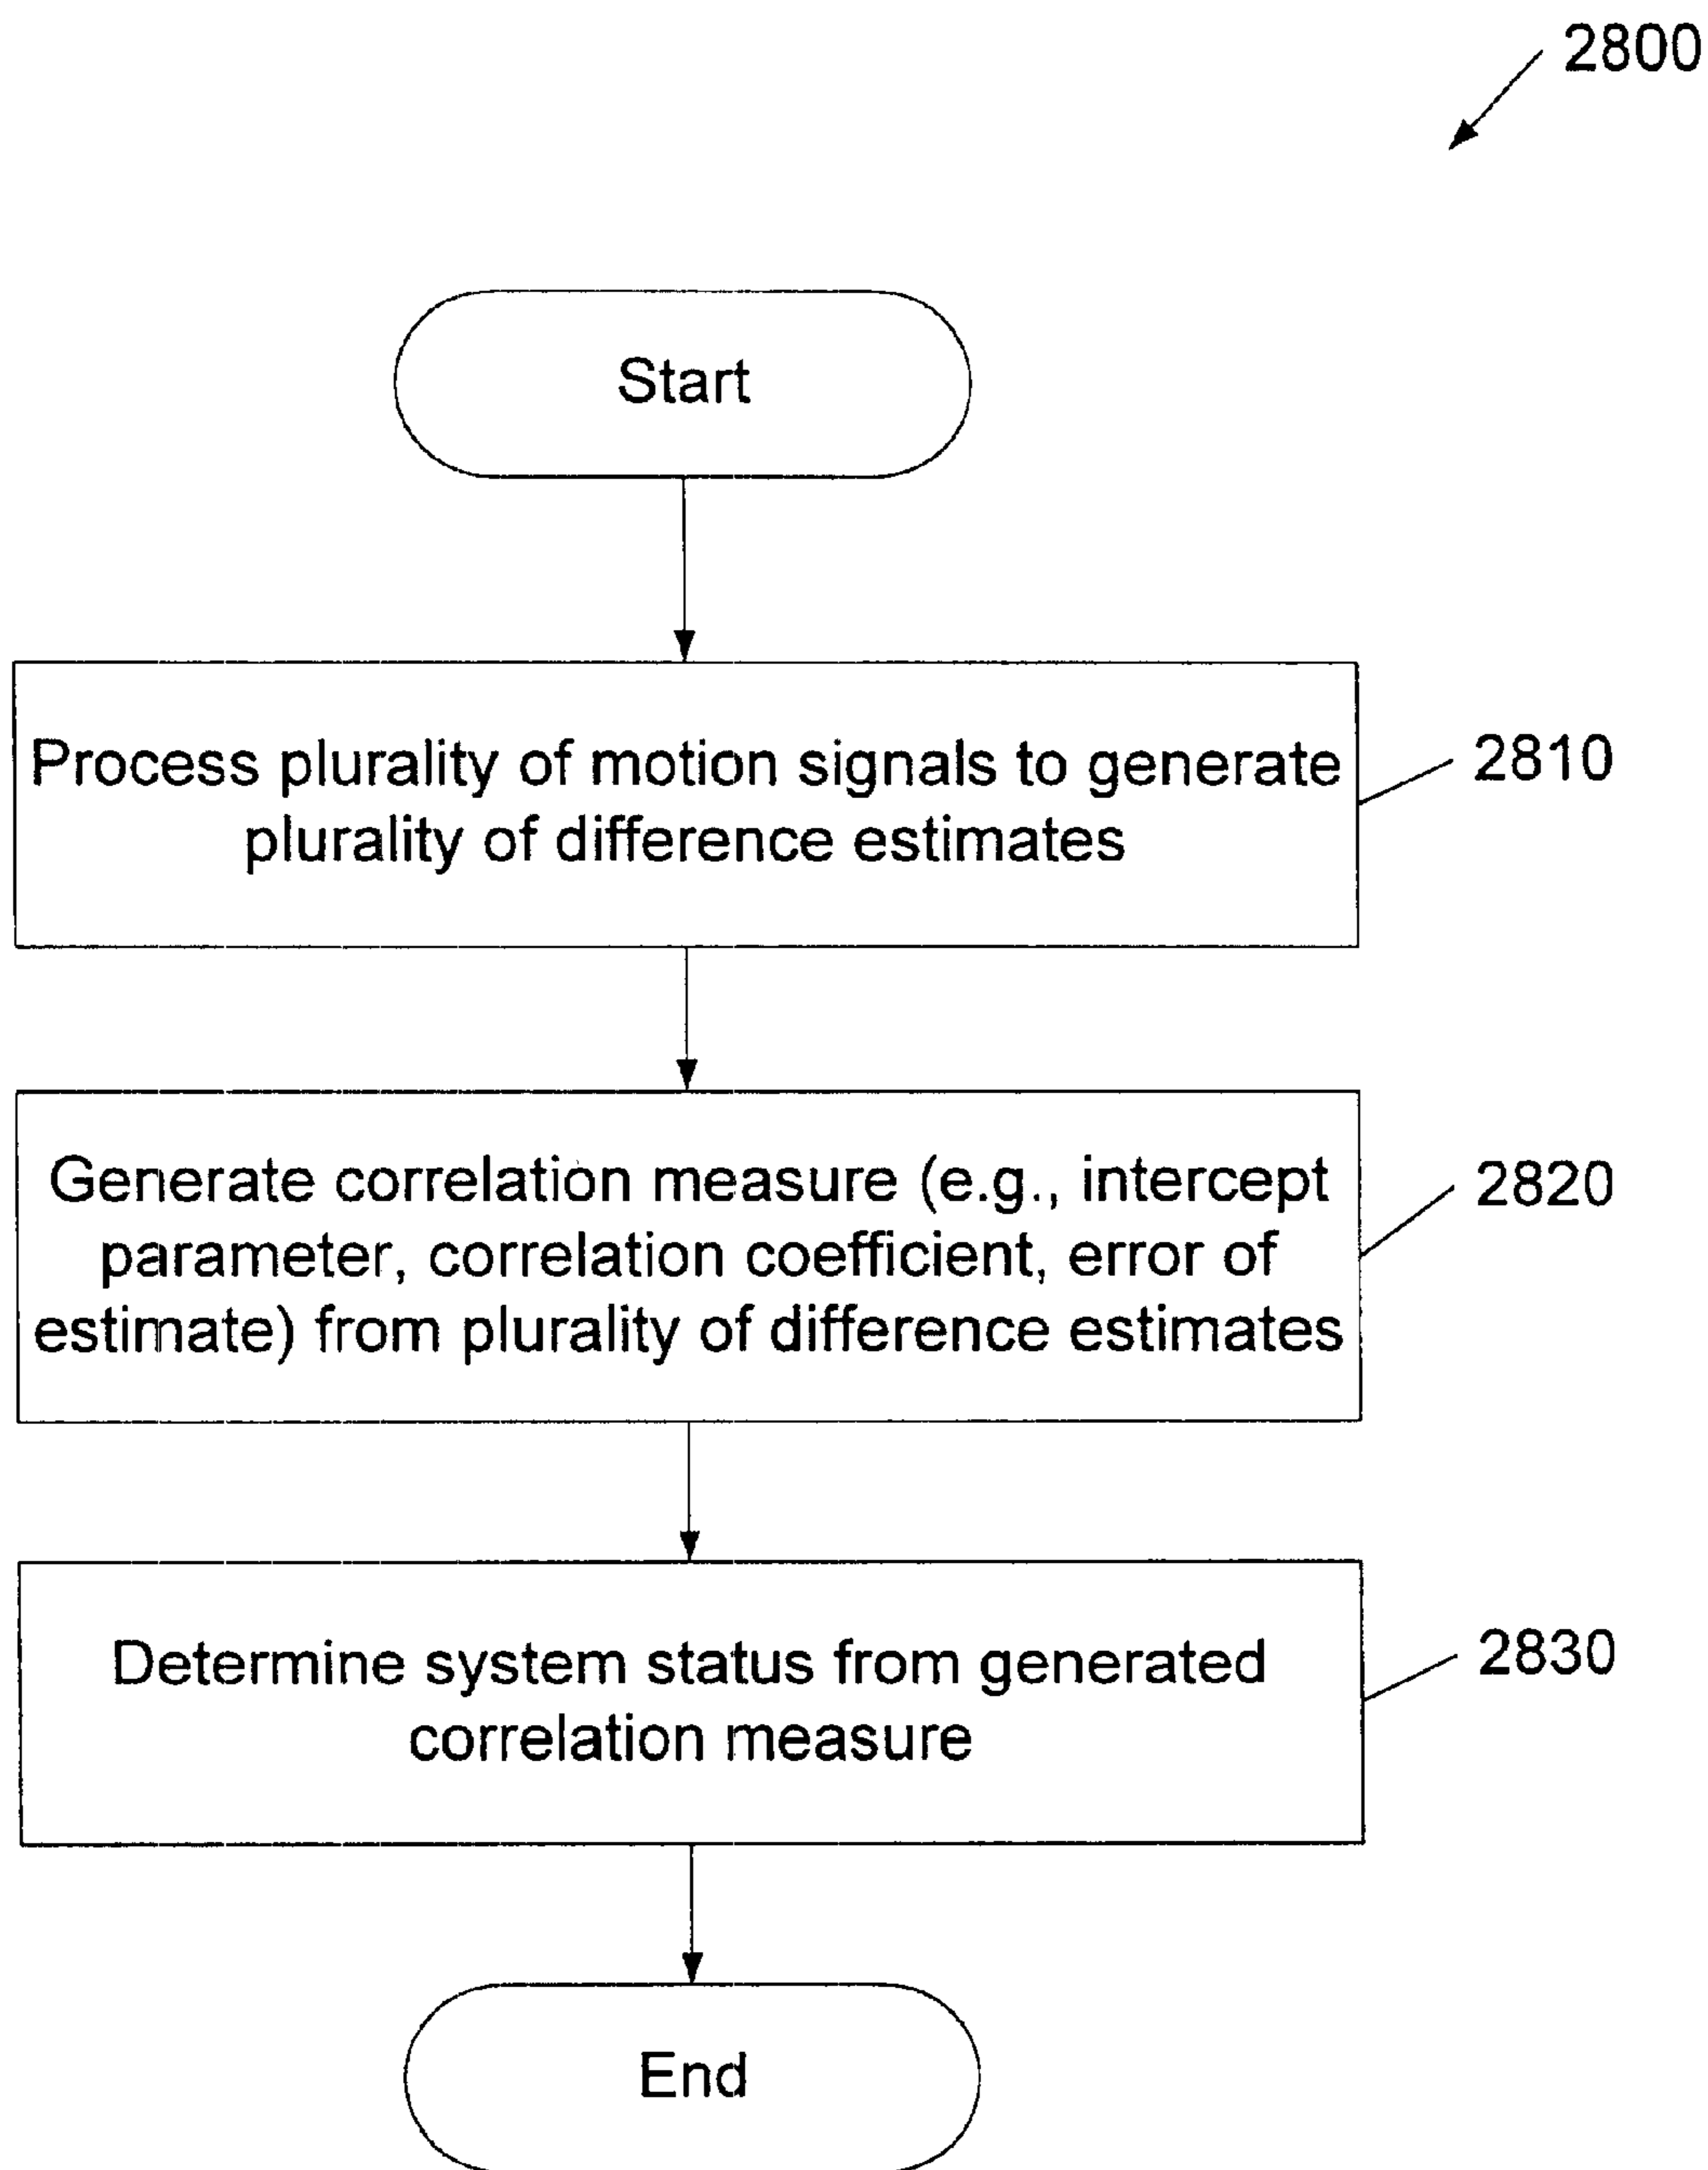 2800
Start
Process plurality of motion signals to generate
plurality of difference estimates
2810
Generate correlation measure (e.g., intercept
parameter, correlation coefficient, error of
estimate) from plurality of difference estimates
2820
Determine system status from generated
correlation measure
2830
End